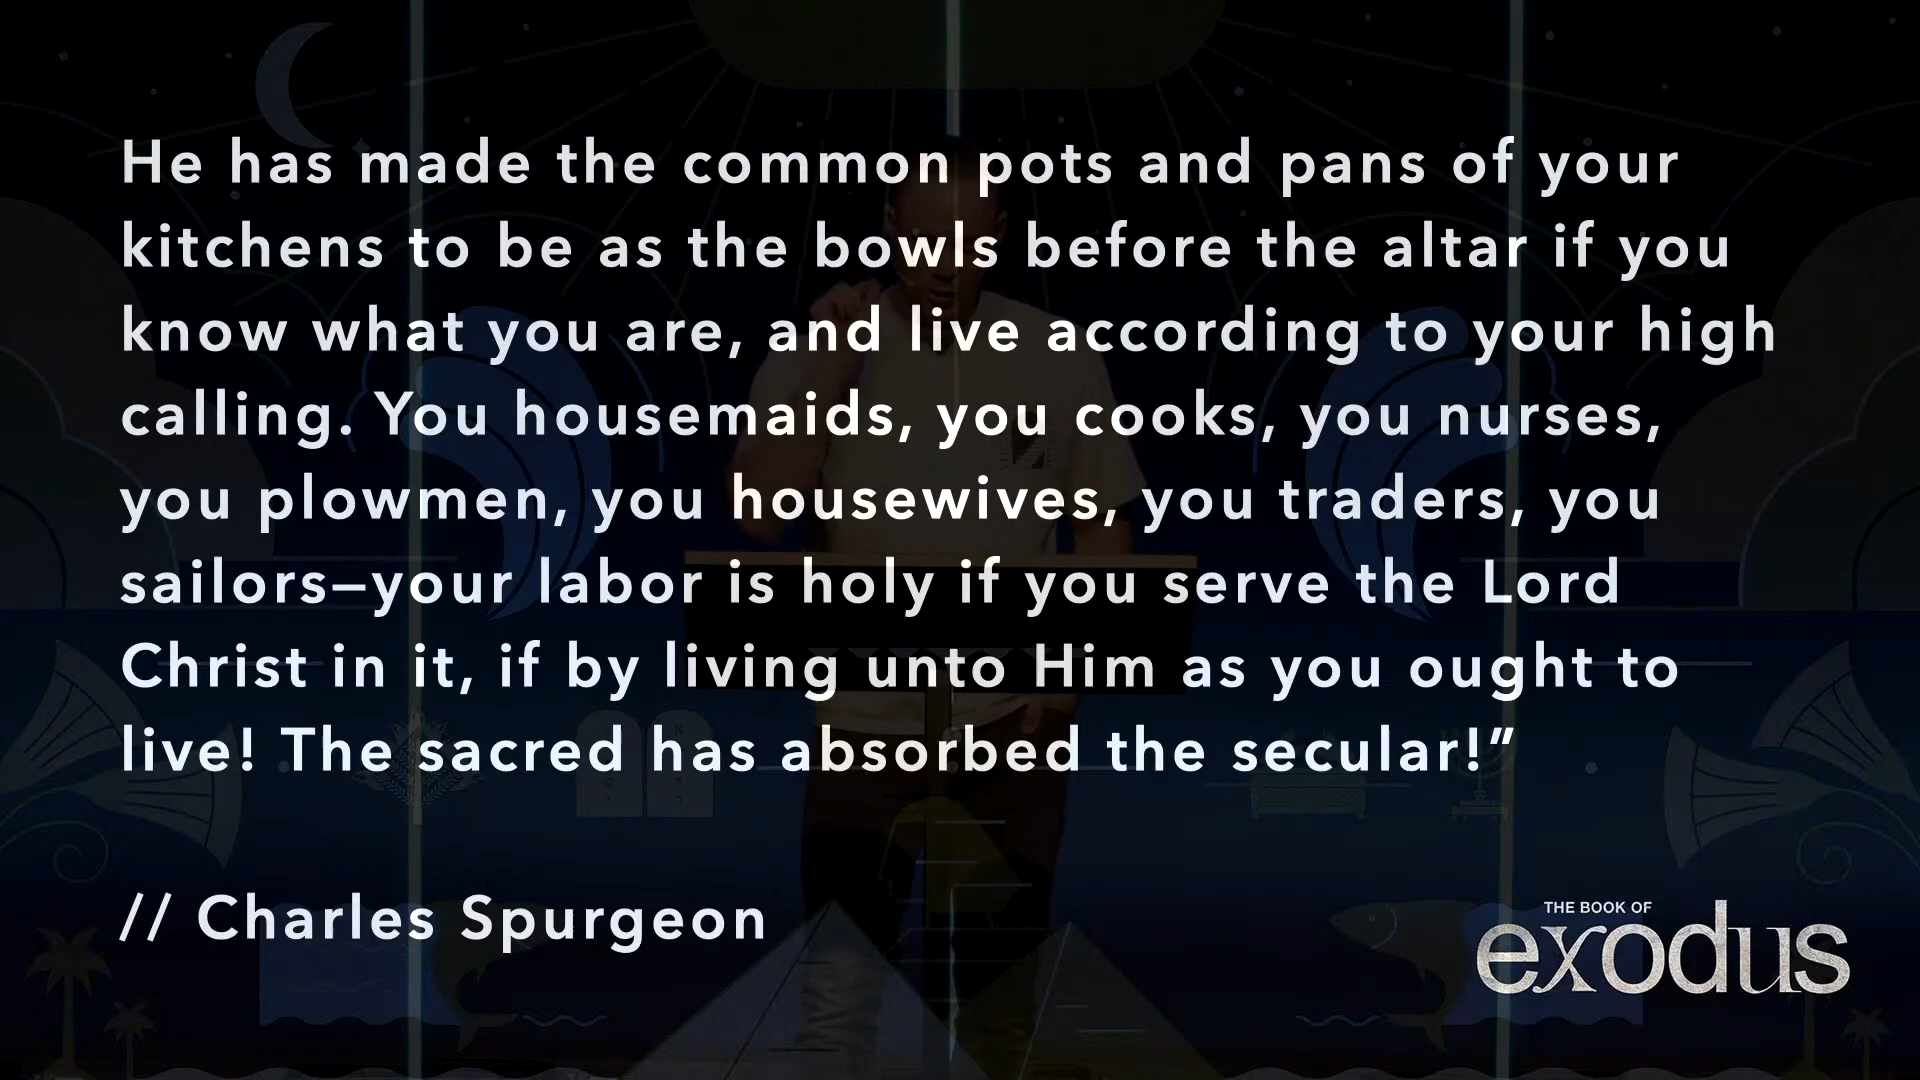 He has made the common pots and pans of your
kitchens to be as the bowls before the altar if you
know what you are, and live according to your high
calling. You housemaids, you cooks, you nurses,
you plowmen, you housewives, you traders, you
sailors—your labor is holy if you serve the Lord
Christ in it, if by living unto Him as you ought to
live! The sacred has absorbed the secular!”
// Charles Spurgeon
THE BOOK OF
exodus